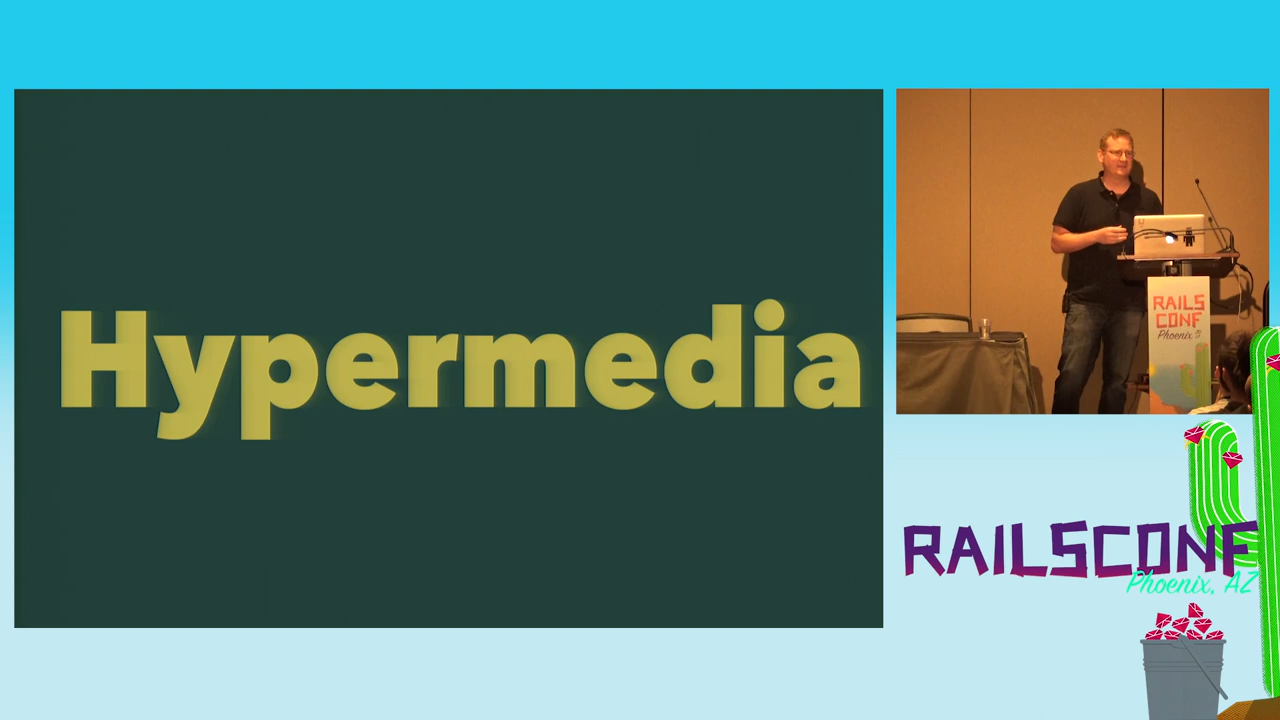 Hypermedia
RAILS
CONF
Phoenix
RAILSCONF
Phoenix, AZ